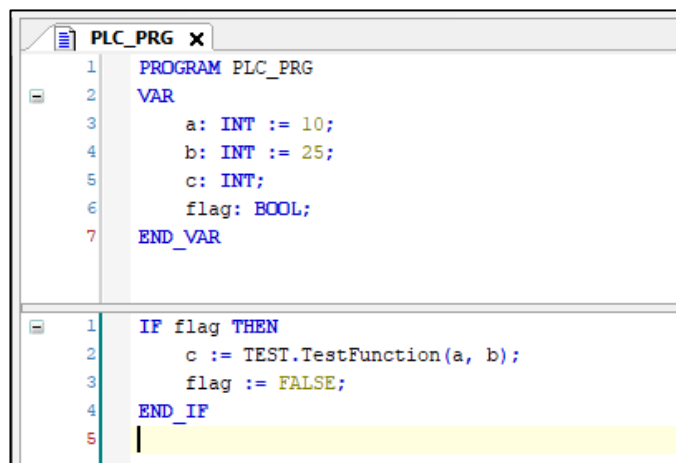 PLC_PRG X
1 PROGRAM PLC_PRG
2 VAR
3 a: INT := 10;
4 b: INT := 25;
5 c: INT;
6 flag: BOOL;
7 END_VAR
1 IF flag THEN
2 c := TEST.TestFunction(a, b);
3 flag := FALSE;
4 END_IF
5